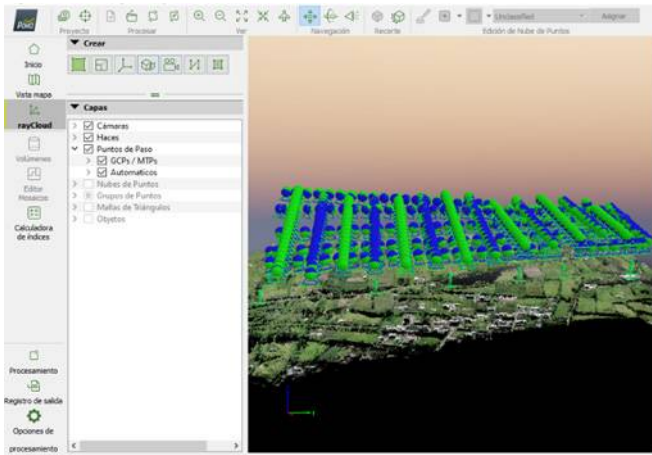 Pix4D
Proyecto
Procesar
Ver
Navegación
Recorte
Unclassified
Asignar
Edición de Nube de Puntos
Inicio
Vista mapa
rayCloud
Volúmenes
Editor
Mosaicos
Calculadora
de índices
Procesamiento
Registro de salida
Opciones de
procesamiento
Crear
Capas
Cámaras
Haces
Puntos de Paso
GCPs / MTPs
Automaticos
Nubes de Puntos
Grupos de Puntos
Mallas de Triángulos
Objetos